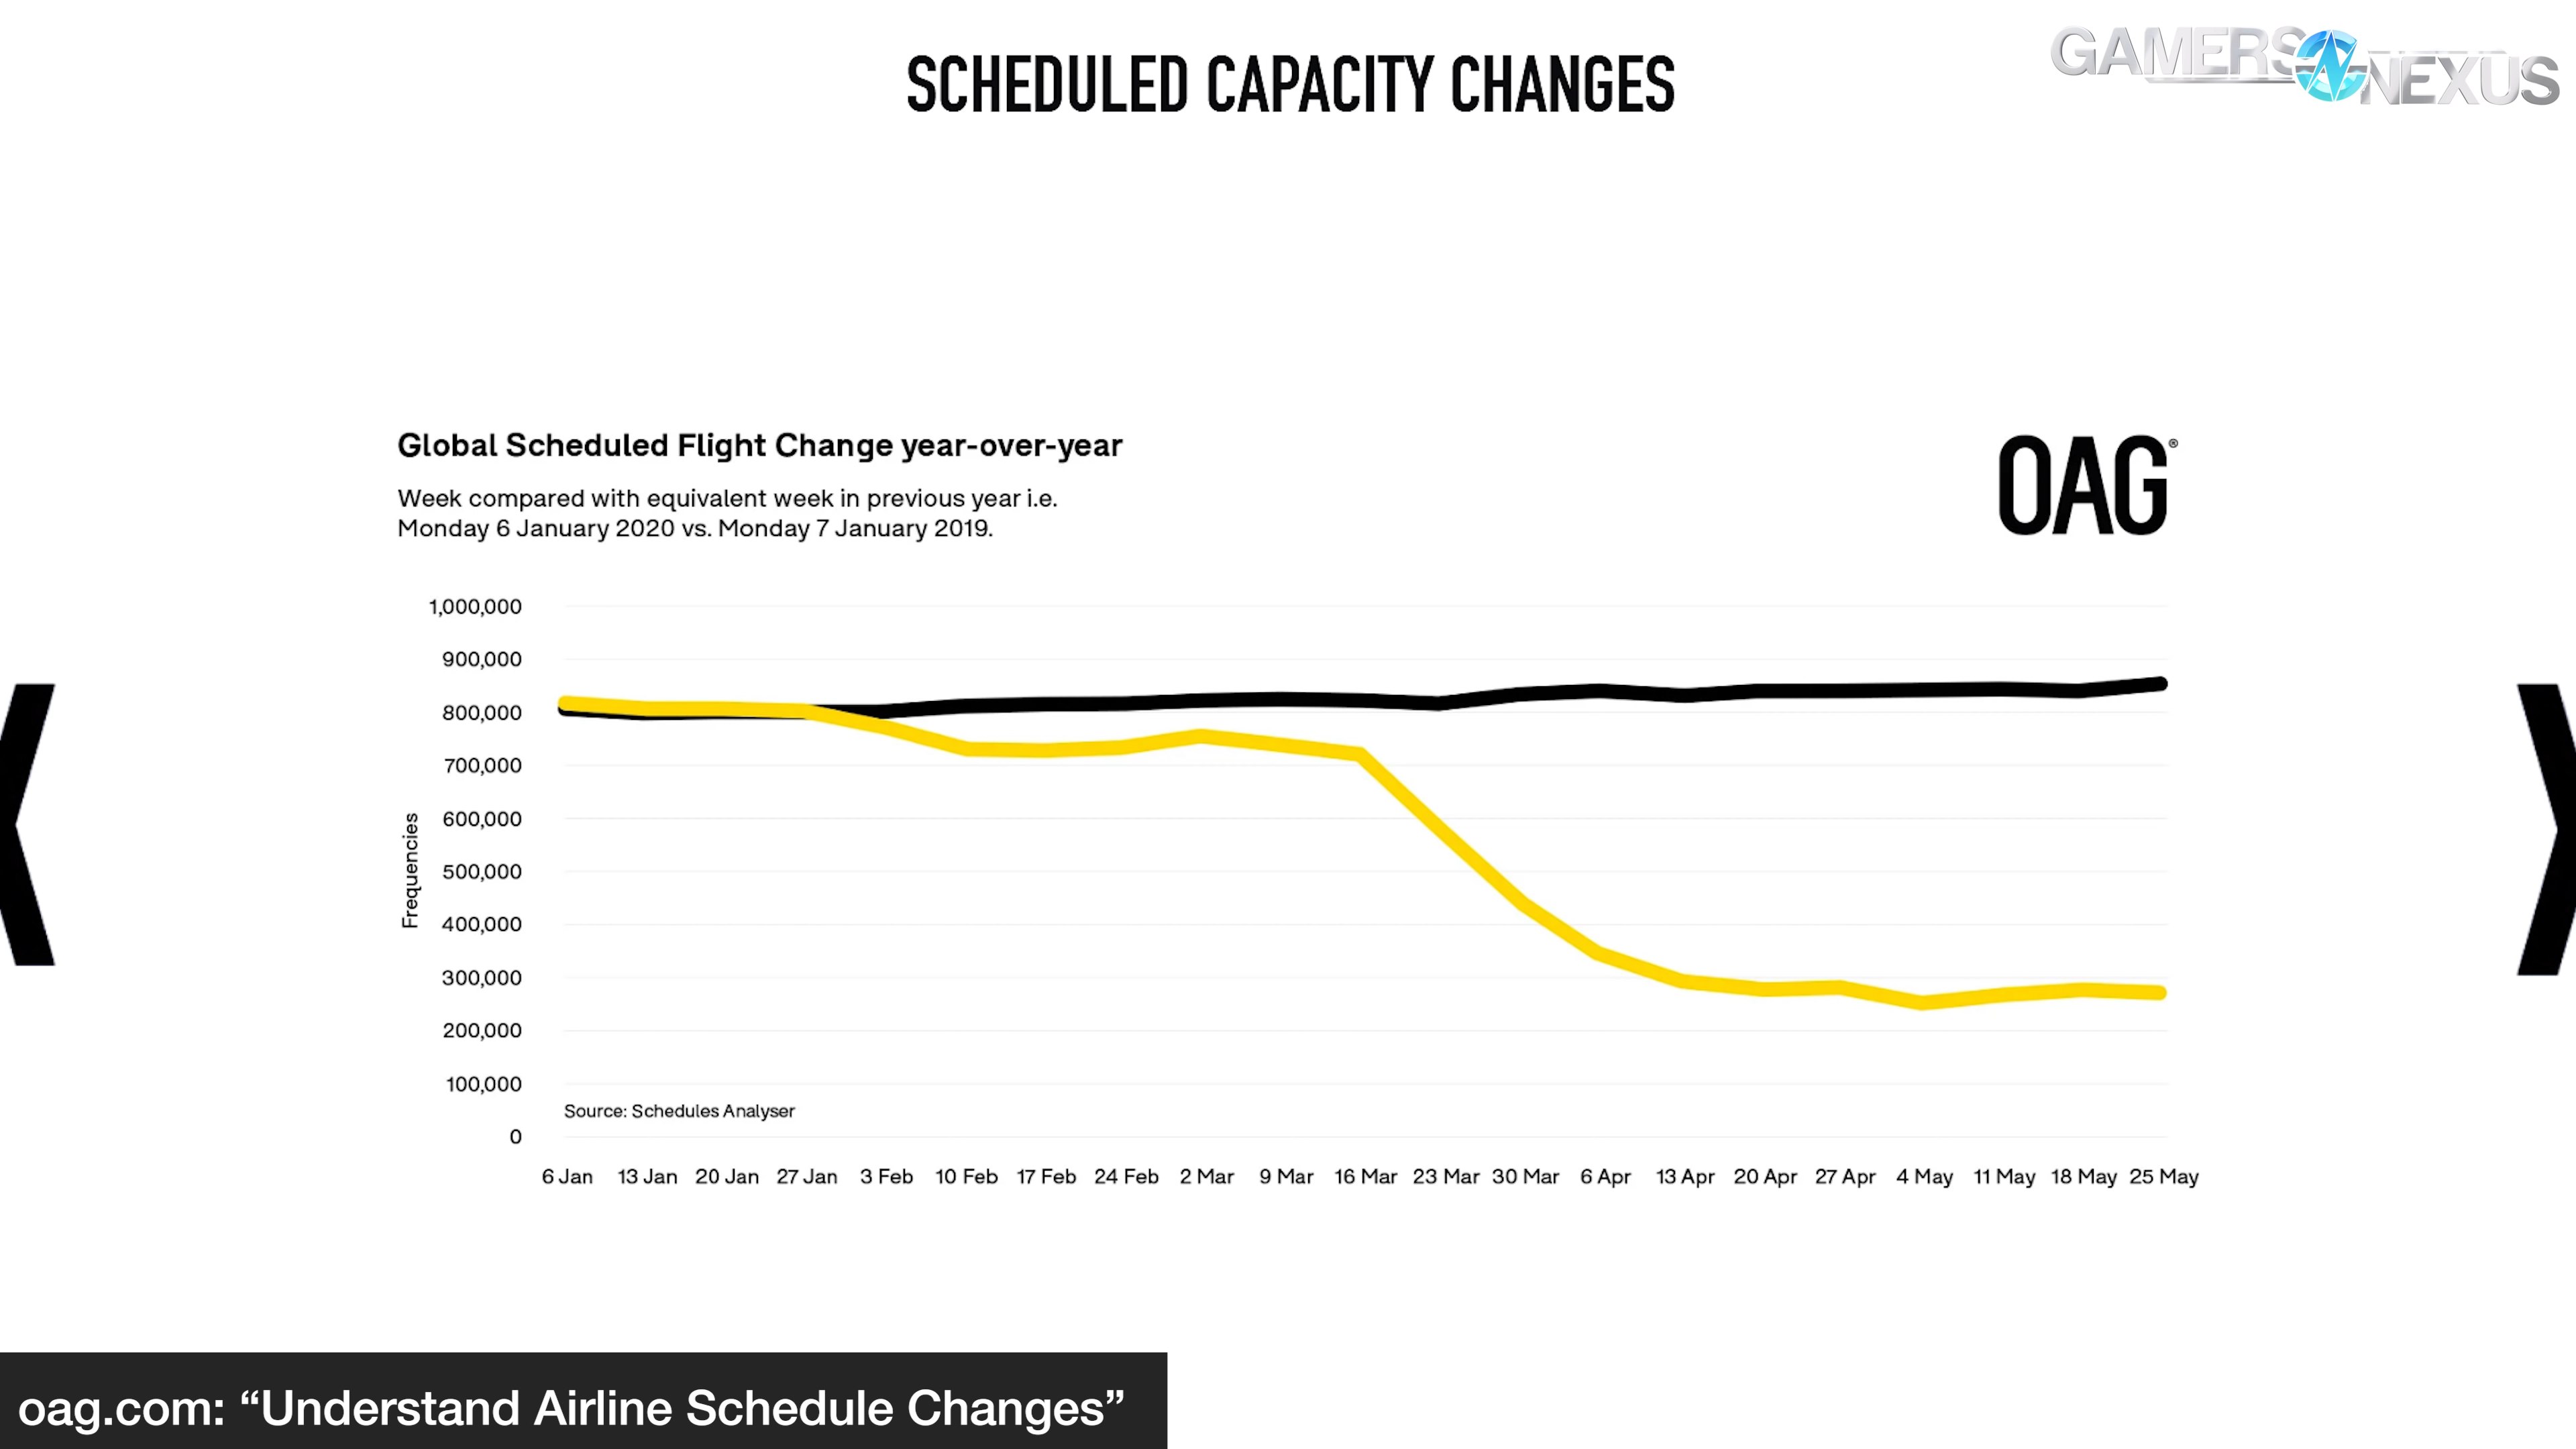 SCHEDULED CAPACITY CHANGES
GAMERS NEXUS
Global Scheduled Flight Change year-over-year
OAG®
Week compared with equivalent week in previous year i.e.
Monday 6 January 2020 vs. Monday 7 January 2019.
1,000,000
900,000
800,000
700,000
600,000
500,000
400,000
300,000
200,000
100,000
0
Frequencies
Source: Schedules Analyser
6 Jan 13 Jan 20 Jan 27 Jan 3 Feb 10 Feb 17 Feb 24 Feb 2 Mar 9 Mar 16 Mar 23 Mar 30 Mar 6 Apr 13 Apr 20 Apr 27 Apr 4 May 11 May 18 May 25 May
oag.com: “Understand Airline Schedule Changes”